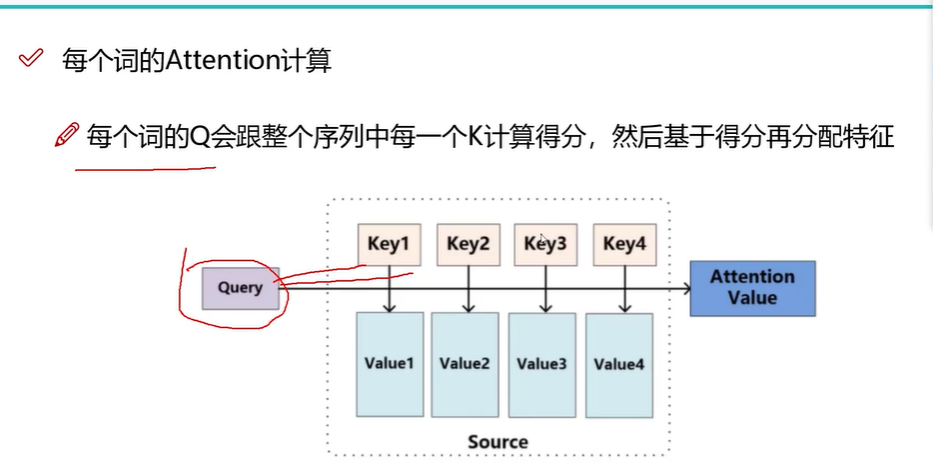 每个词的Attention计算
每个词的Q会跟整个序列中每一个K计算得分，然后基于得分再分配特征
Key1 Key2 Key3 Key4
Query
Attention
Value
Value1 Value2 Value3 Value4
Source